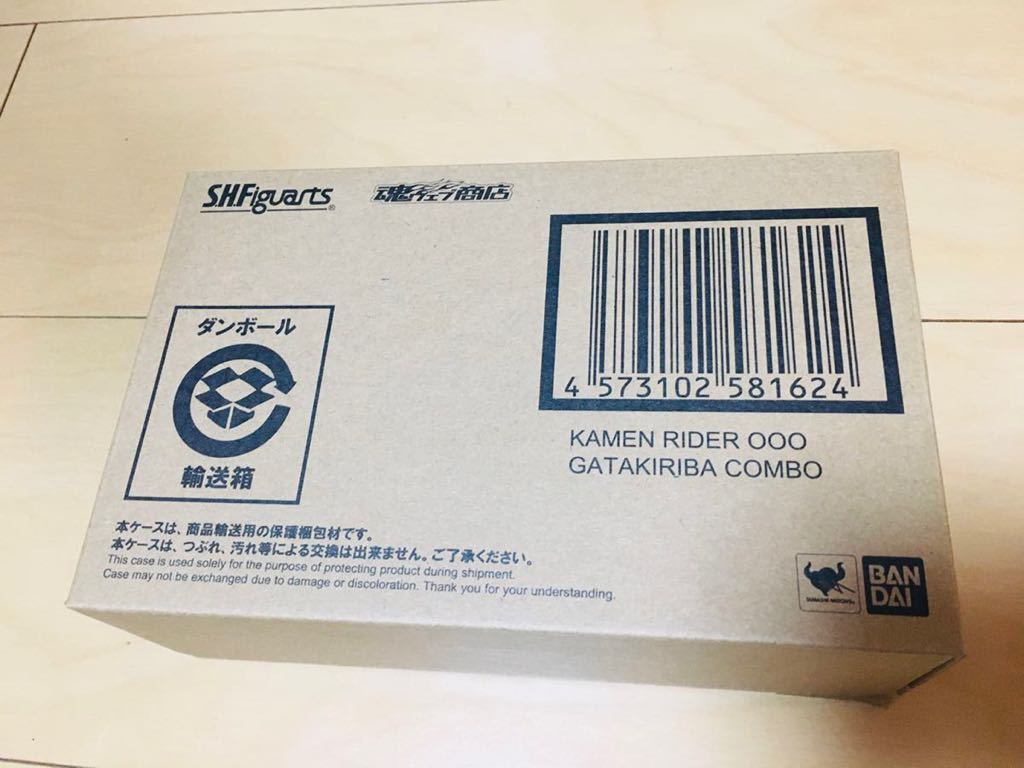 S.H.Figuarts®
魂ウェブ商店
4 573102 581624
KAMEN RIDER OOO
GATAKIRIBA COMBO
ダンボール
輸送箱
本ケースは、商品輸送用の保護梱包材です。
本ケースは、つぶれ、汚れ等による交換は出来ません。ご了承ください。
This case is used solely for the purpose of protecting product during shipment.
Case may not be exchanged due to damage or discoloration. Thank you for your understanding.
TAMASHII NATIONS
BAN
DAI